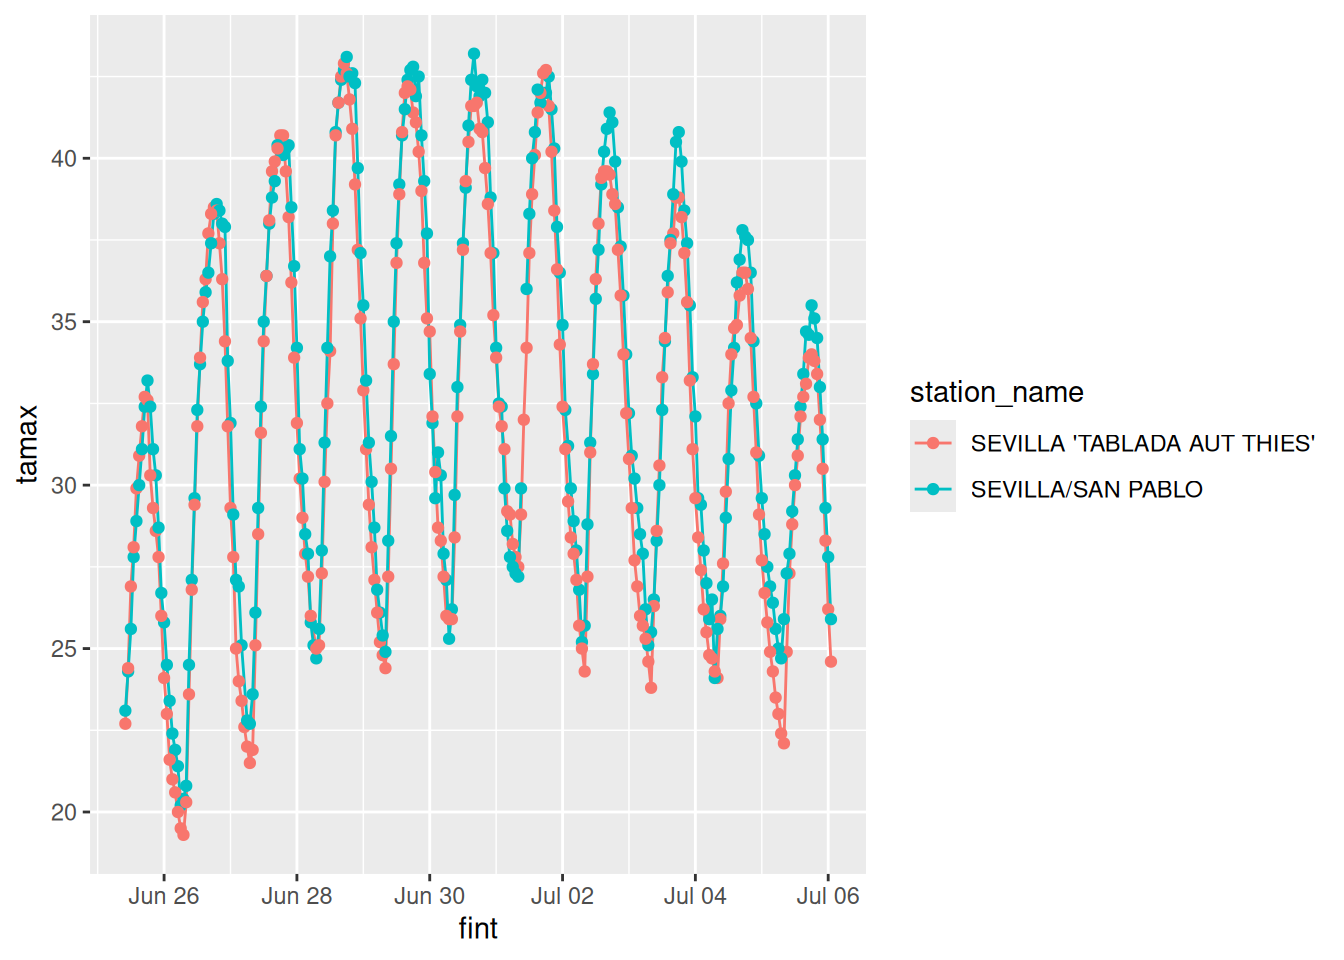 40
35
30
25
20
tamax
Jun 26 Jun 28 Jun 30 Jul 02 Jul 04 Jul 06
fint
station_name
SEVILLA 'TABLADA AUT THIES'
SEVILLA/SAN PABLO